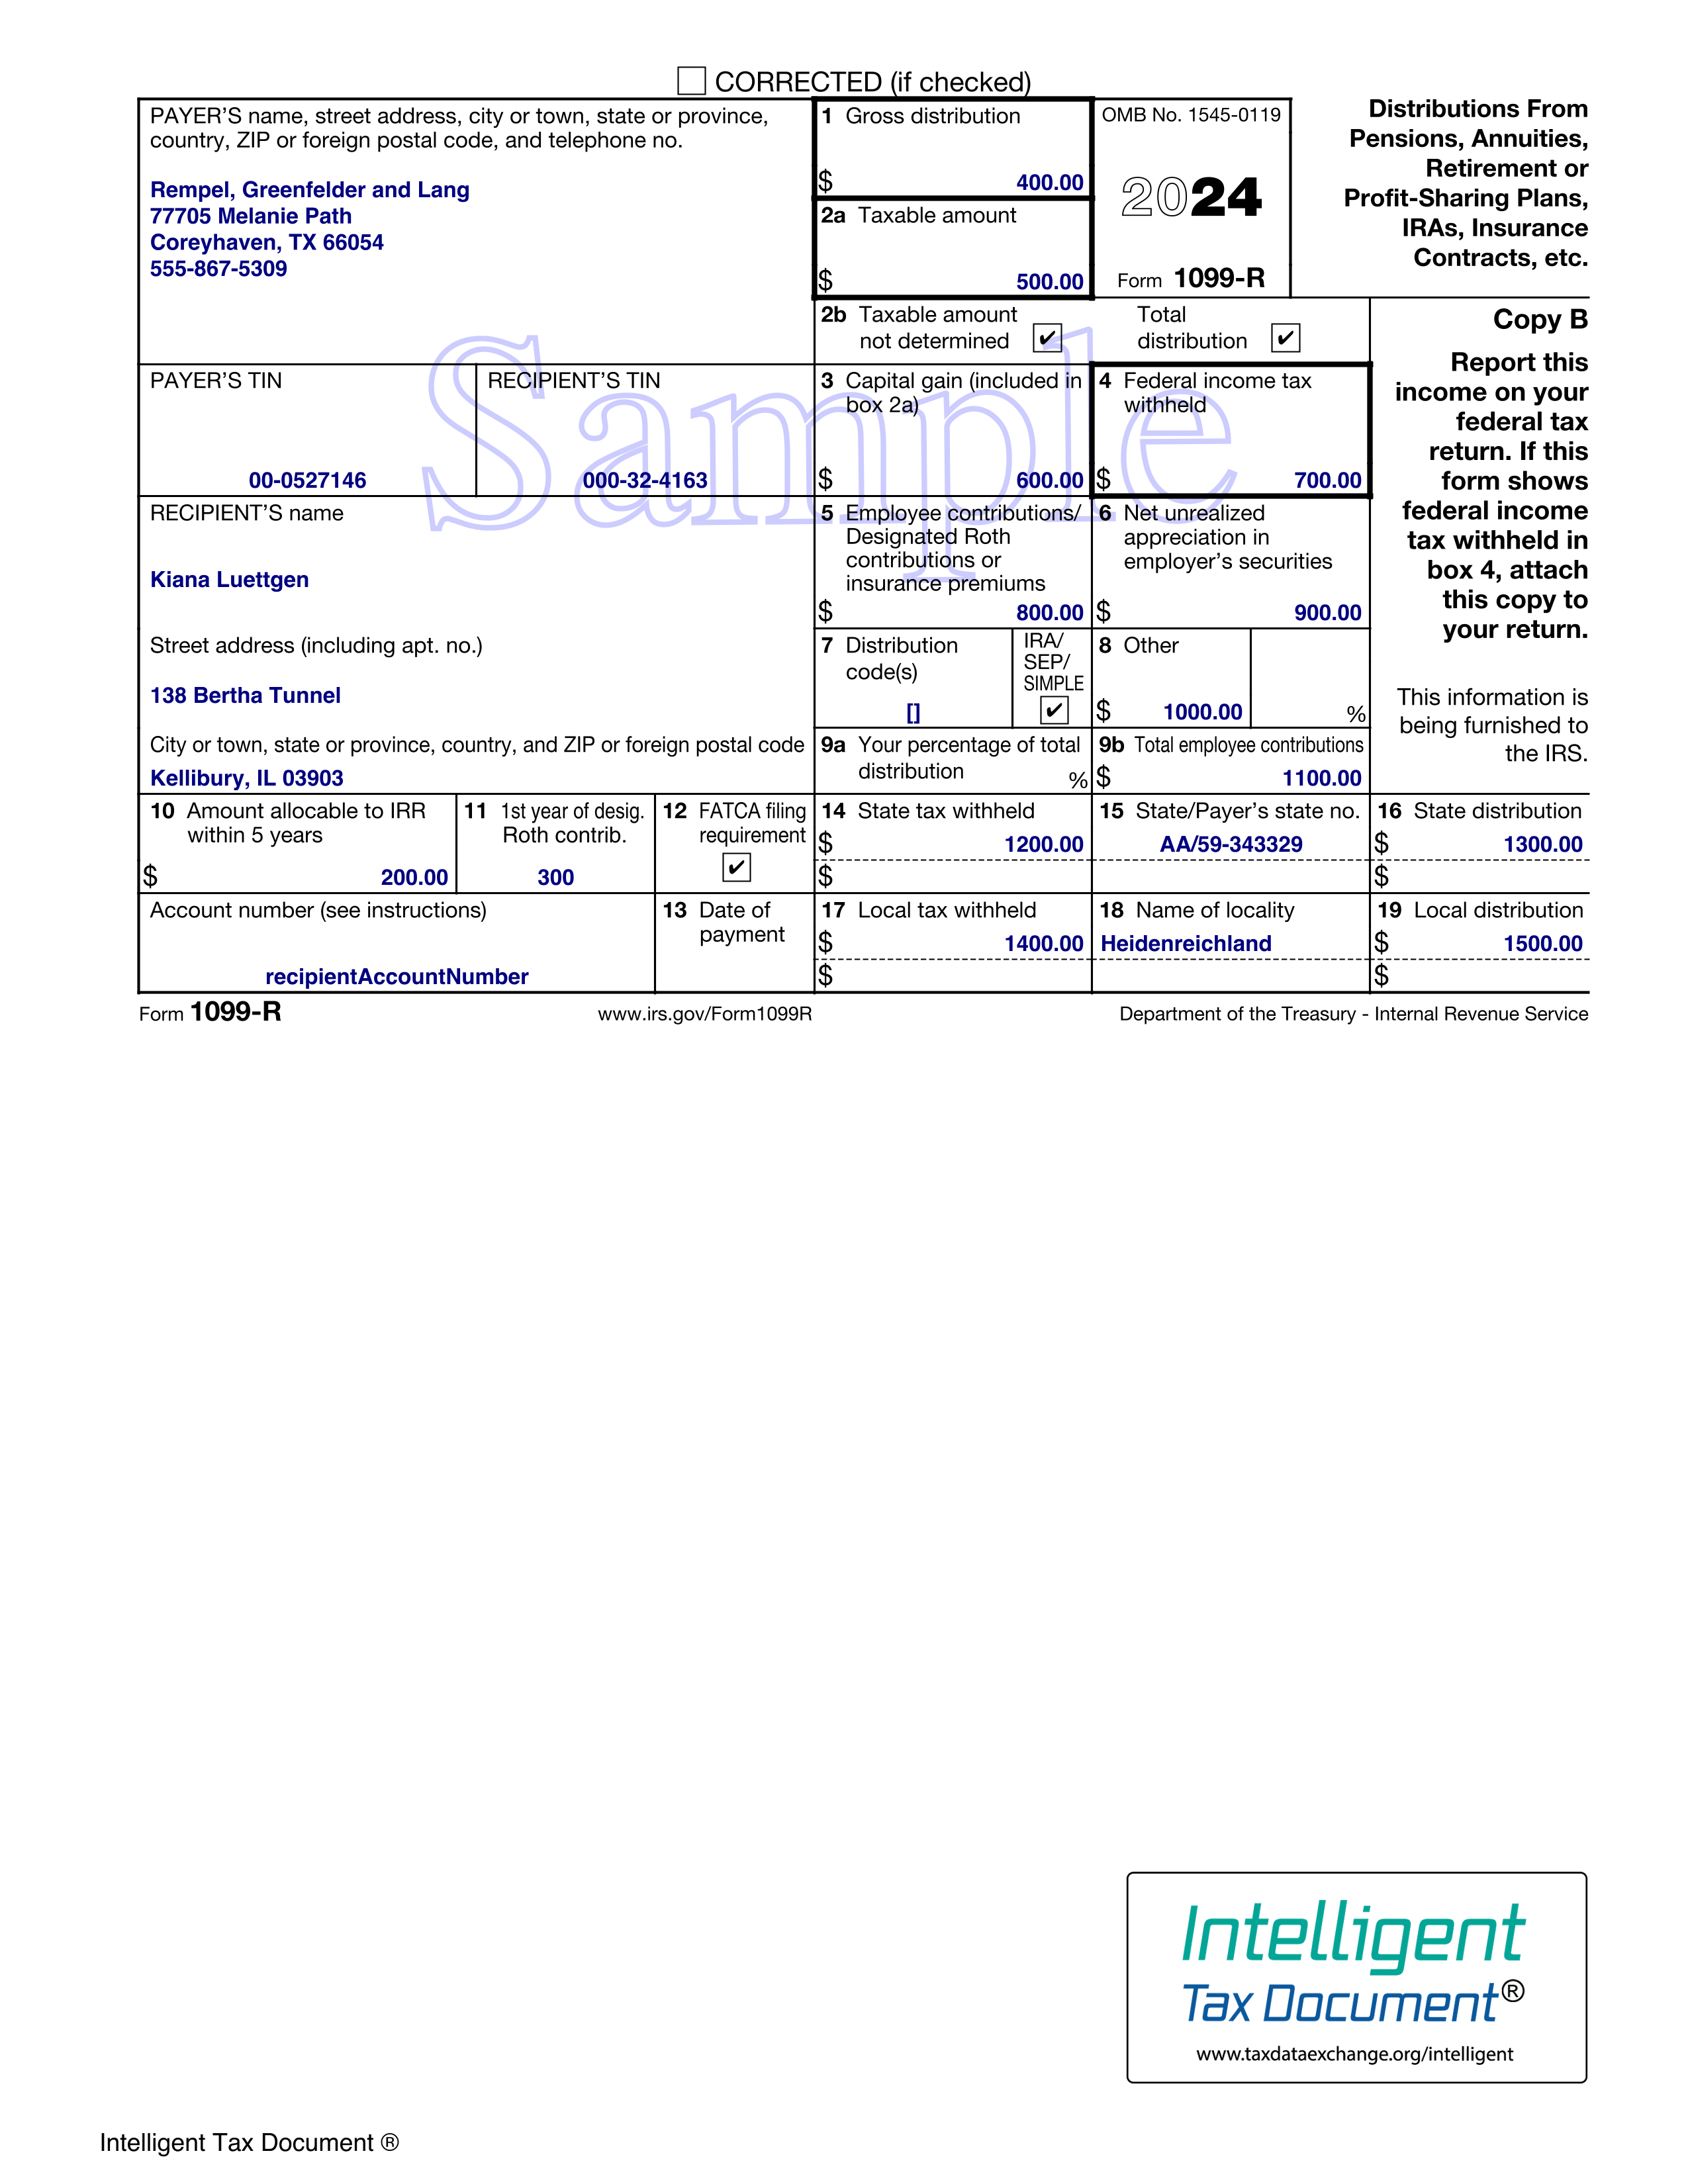 CORRECTED (if checked)
PAYER'S name, street address, city or town, state or province,
country, ZIP or foreign postal code, and telephone no.
Rempel, Greenfelder and Lang
77705 Melanie Path
Coreyhaven, TX 66054
555-867-5309
1 Gross distribution
$ 400.00
2a Taxable amount
$ 500.00
OMB No. 1545-0119
2024
Form 1099-R
Distributions From
Pensions, Annuities,
Retirement or
Profit-Sharing Plans,
IRAs, Insurance
Contracts, etc.
2b Taxable amount
not determined ✔
Total
distribution ✔
Copy B
Report this
income on your
federal tax
return. If this
form shows
federal income
tax withheld in
box 4, attach
this copy to
your return.
This information is
being furnished to
the IRS.
Sample
PAYER'S TIN
00-0527146
RECIPIENT'S TIN
000-32-4163
3 Capital gain (included in
box 2a)
$ 600.00
4 Federal income tax
withheld
$ 700.00
RECIPIENT'S name
Kiana Luettgen
5 Employee contributions/
Designated Roth
contributions or
insurance premiums
$ 800.00
6 Net unrealized
appreciation in
employer's securities
$ 900.00
Street address (including apt. no.)
138 Bertha Tunnel
7 Distribution
code(s)
[]
IRA/
SEP/
SIMPLE
✔
8 Other
$ 1000.00
%
City or town, state or province, country, and ZIP or foreign postal code
Kellibury, IL 03903
9a Your percentage of total
distribution %
9b Total employee contributions
$ 1100.00
10 Amount allocable to IRR
within 5 years
$ 200.00
11 1st year of desig.
Roth contrib.
300
12 FATCA filing
requirement
✔
14 State tax withheld
$ 1200.00
$
15 State/Payer's state no.
AA/59-343329
16 State distribution
$ 1300.00
$
Account number (see instructions)
recipientAccountNumber
13 Date of
payment
17 Local tax withheld
$ 1400.00
$
18 Name of locality
Heidenreichland
19 Local distribution
$ 1500.00
$
Form 1099-R
www.irs.gov/Form1099R
Department of the Treasury - Internal Revenue Service
Intelligent
Tax Document®
www.taxdataexchange.org/intelligent
Intelligent Tax Document ®